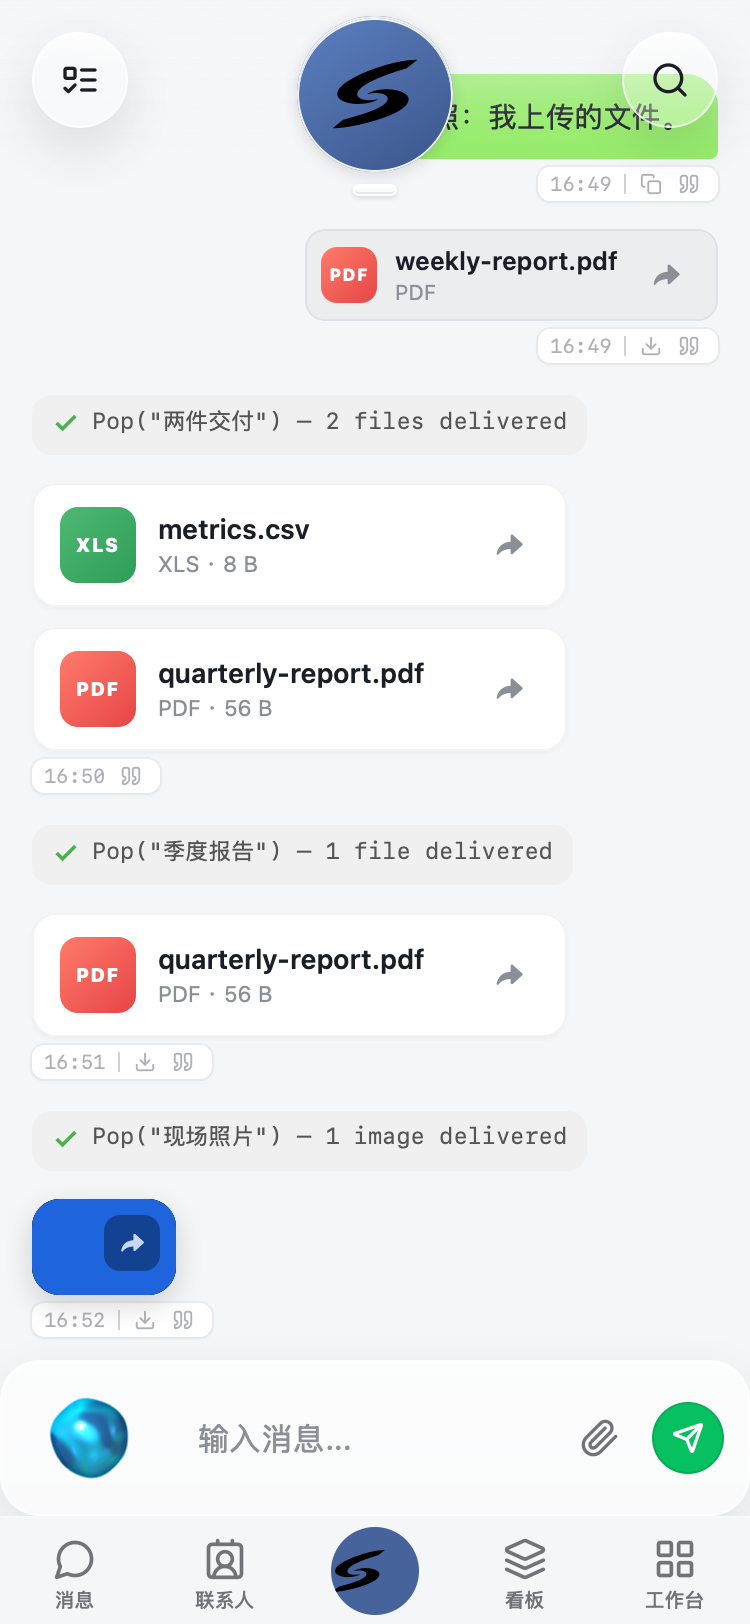 照：我上传的文件。
16:49
PDF
weekly-report.pdf
PDF
16:49
Pop("两件交付") — 2 files delivered
XLS
metrics.csv
XLS · 8 B
PDF
quarterly-report.pdf
PDF · 56 B
16:50
Pop("季度报告") — 1 file delivered
PDF
quarterly-report.pdf
PDF · 56 B
16:51
Pop("现场照片") — 1 image delivered
16:52
输入消息...
消息
联系人
看板
工作台